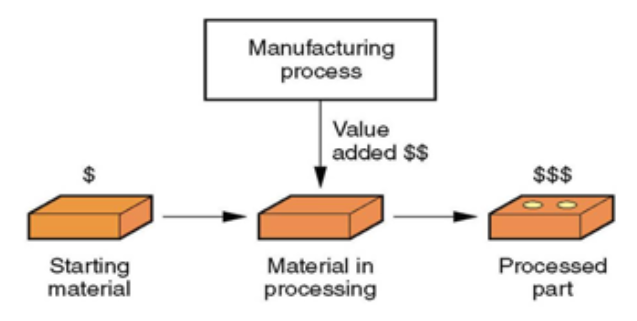 Manufacturing
process
Value
added $$
$
$$$
Starting
material
Material in
processing
Processed
part